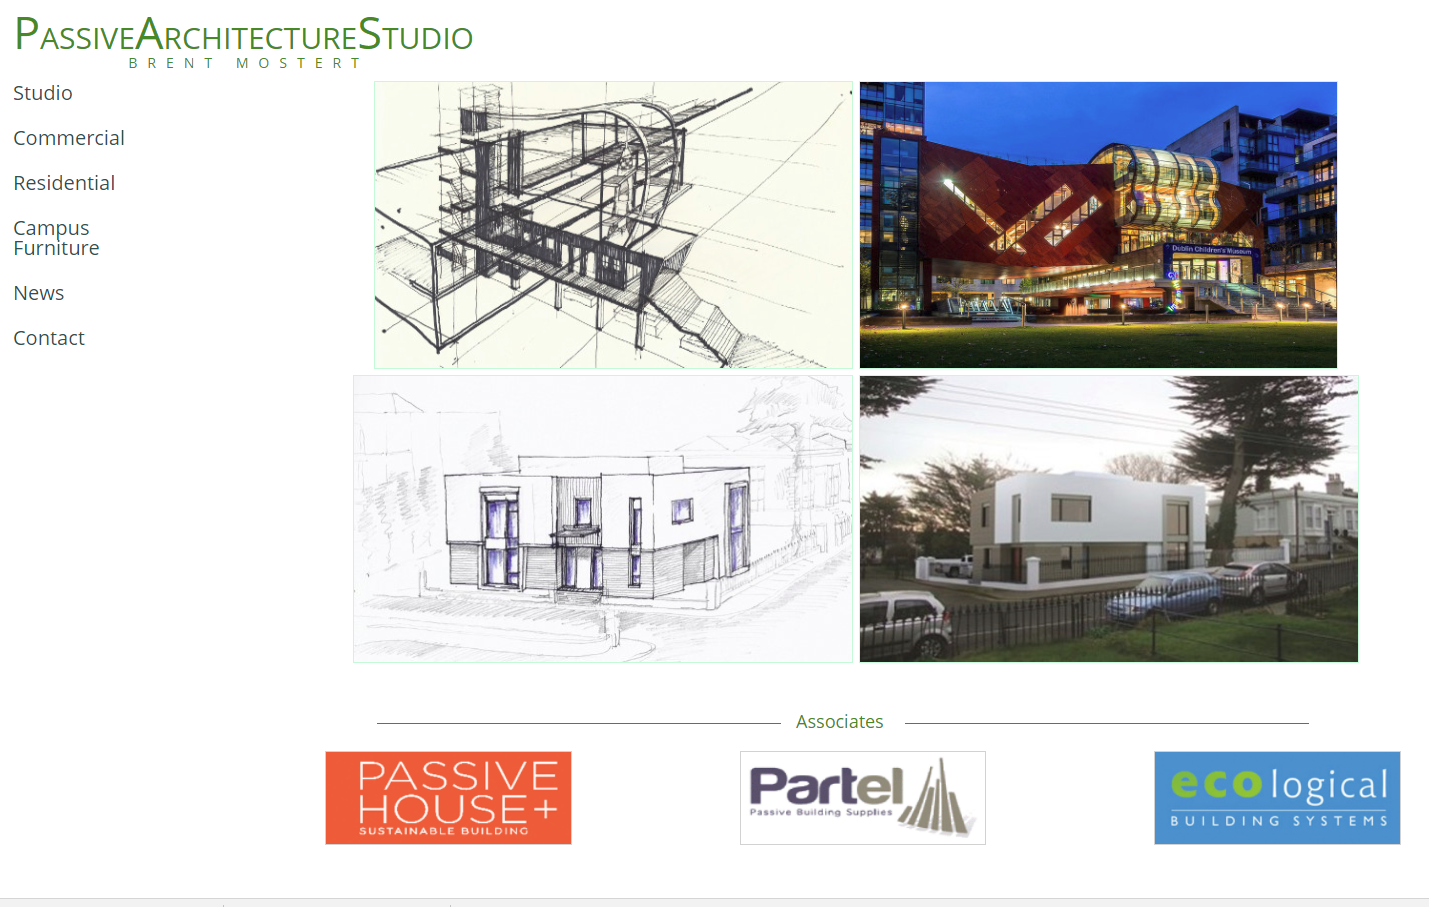 PassiveArchitectureStudio
BRENT MOSTERT
Studio
Commercial
Residential
Campus
Furniture
News
Contact
Dublin Children's Museum
Associates
PASSIVE
HOUSE+
SUSTAINABLE BUILDING
Partel
Passive Building Supplies
ecological
BUILDING SYSTEMS